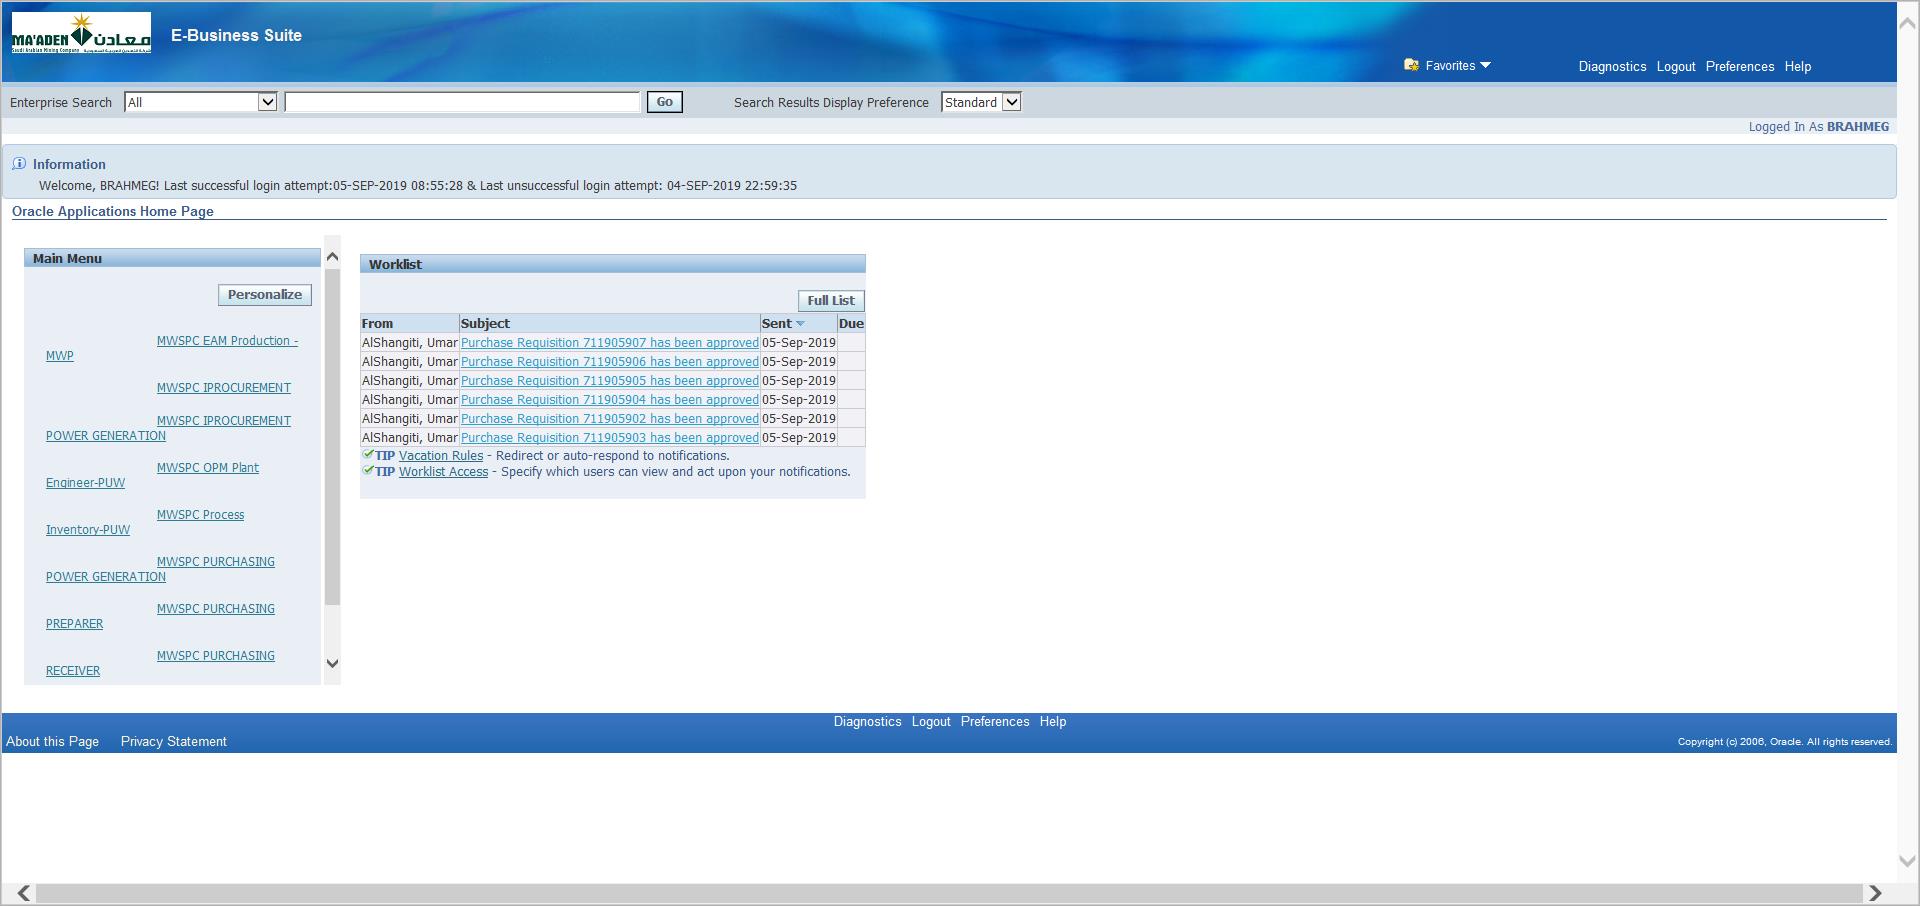 MA'ADEN معادن
Saudi Arabian Mining Company
E-Business Suite
Favorites
Diagnostics Logout Preferences Help
Enterprise Search All Go Search Results Display Preference Standard
Logged In As BRAHMEG
Information
Welcome, BRAHMEG! Last successful login attempt:05-SEP-2019 08:55:28 & Last unsuccessful login attempt: 04-SEP-2019 22:59:35
Oracle Applications Home Page
Main Menu
Personalize
MWSPC EAM Production -
MWP
MWSPC IPROCUREMENT
MWSPC IPROCUREMENT
POWER GENERATION
MWSPC OPM Plant
Engineer-PUW
MWSPC Process
Inventory-PUW
MWSPC PURCHASING
POWER GENERATION
MWSPC PURCHASING
PREPARER
MWSPC PURCHASING
RECEIVER
Worklist
Full List
From Subject Sent Due
AlShangiti, Umar Purchase Requisition 711905907 has been approved 05-Sep-2019
AlShangiti, Umar Purchase Requisition 711905906 has been approved 05-Sep-2019
AlShangiti, Umar Purchase Requisition 711905905 has been approved 05-Sep-2019
AlShangiti, Umar Purchase Requisition 711905904 has been approved 05-Sep-2019
AlShangiti, Umar Purchase Requisition 711905902 has been approved 05-Sep-2019
AlShangiti, Umar Purchase Requisition 711905903 has been approved 05-Sep-2019
TIP Vacation Rules - Redirect or auto-respond to notifications.
TIP Worklist Access - Specify which users can view and act upon your notifications.
Diagnostics Logout Preferences Help
About this Page Privacy Statement
Copyright (c) 2006, Oracle. All rights reserved.